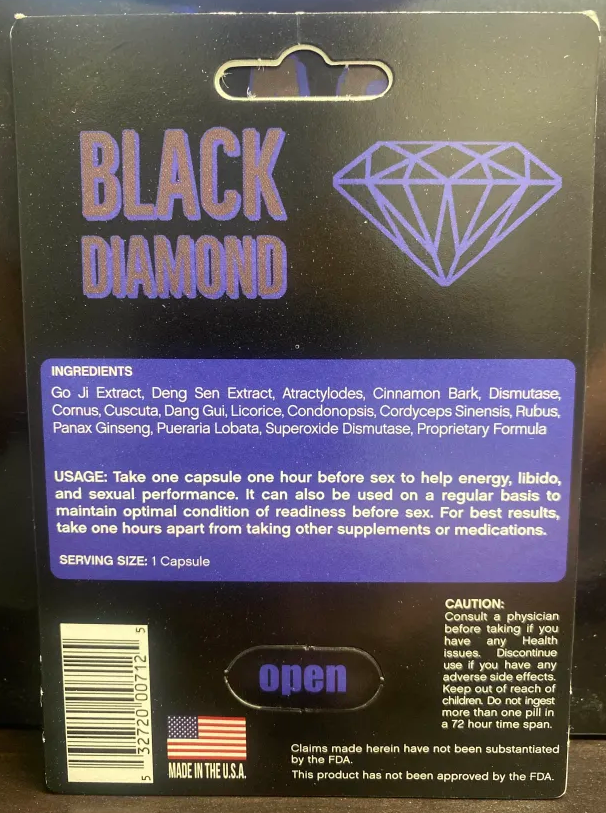 BLACK
DIAMOND
INGREDIENTS
Go Ji Extract, Deng Sen Extract, Atractylodes, Cinnamon Bark, Dismutase,
Cornus, Cuscuta, Dang Gui, Licorice, Condonopsis, Cordyceps Sinensis, Rubus,
Panax Ginseng, Pueraria Lobata, Superoxide Dismutase, Proprietary Formula
USAGE: Take one capsule one hour before sex to help energy, libido,
and sexual performance. It can also be used on a regular basis to
maintain optimal condition of readiness before sex. For best results,
take one hours apart from taking other supplements or medications.
SERVING SIZE: 1 Capsule
CAUTION:
Consult a physician
before taking if you
have any Health
issues. Discontinue
use if you have any
adverse side effects.
Keep out of reach of
children. Do not ingest
more than one pill in
a 72 hour time span.
open
5 32720 00712 5
MADE IN THE U.S.A.
Claims made herein have not been substantiated
by the FDA.
This product has not been approved by the FDA.